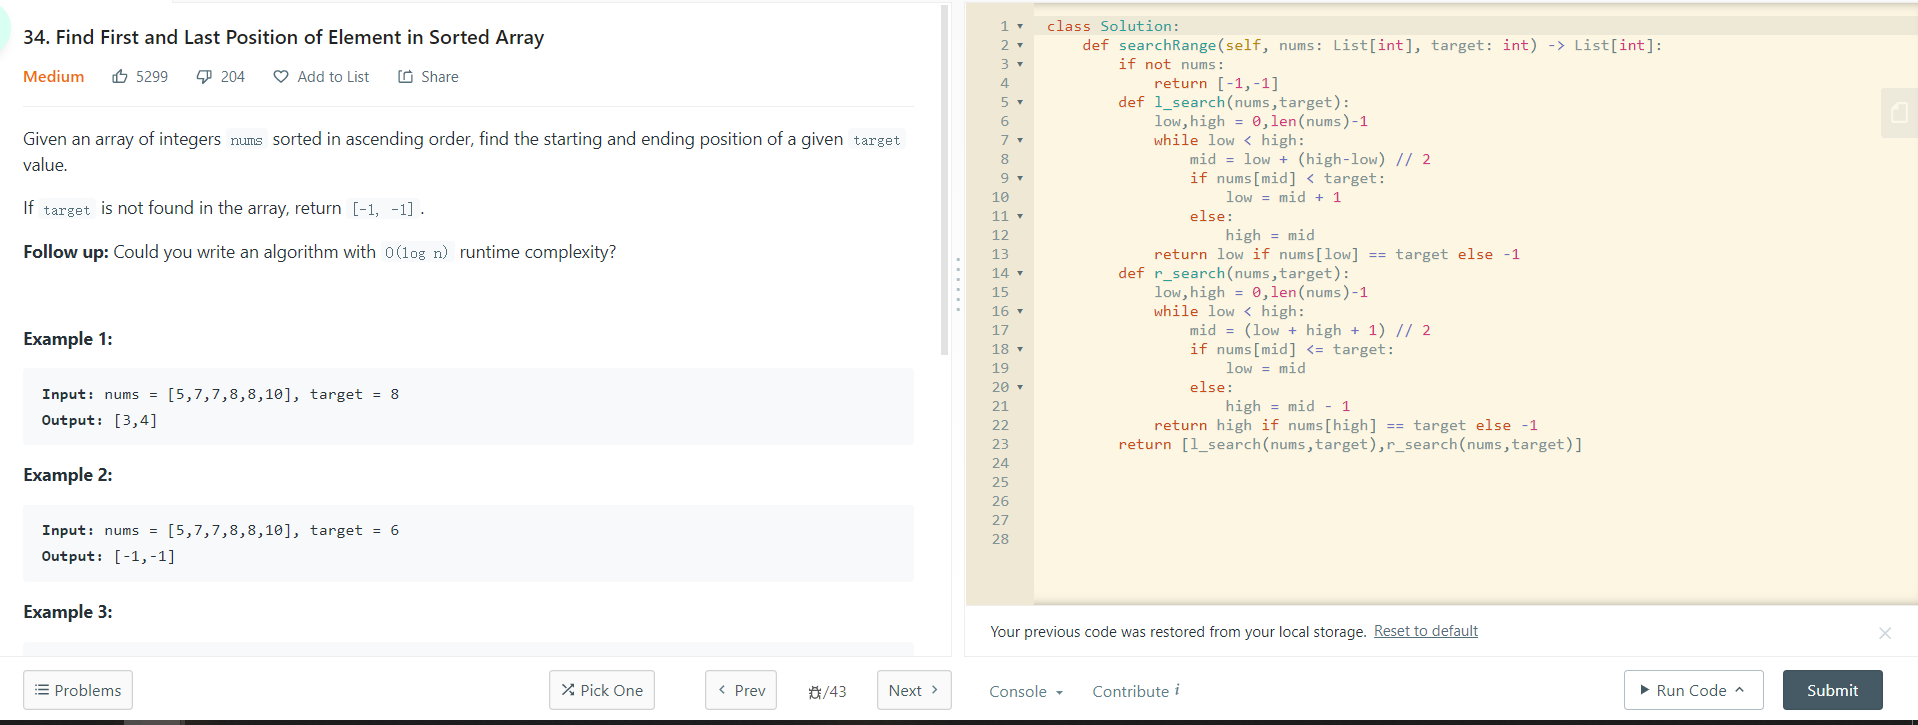 34. Find First and Last Position of Element in Sorted Array
Medium 5299 204 Add to List Share
Given an array of integers nums sorted in ascending order, find the starting and ending position of a given target
value.
If target is not found in the array, return [-1, -1].
Follow up: Could you write an algorithm with O(log n) runtime complexity?
Example 1:
Input: nums = [5,7,7,8,8,10], target = 8
Output: [3,4]
Example 2:
Input: nums = [5,7,7,8,8,10], target = 6
Output: [-1,-1]
Example 3:
Problems
Pick One
Prev
/43
Next
1 class Solution:
2     def searchRange(self, nums: List[int], target: int) -> List[int]:
3         if not nums:
4             return [-1,-1]
5         def l_search(nums,target):
6             low,high = 0,len(nums)-1
7             while low < high:
8                 mid = low + (high-low) // 2
9                 if nums[mid] < target:
10                     low = mid + 1
11                 else:
12                     high = mid
13             return low if nums[low] == target else -1
14         def r_search(nums,target):
15             low,high = 0,len(nums)-1
16             while low < high:
17                 mid = (low + high + 1) // 2
18                 if nums[mid] <= target:
19                     low = mid
20                 else:
21                     high = mid - 1
22             return high if nums[high] == target else -1
23         return [l_search(nums,target),r_search(nums,target)]
24
25
26
27
28
Your previous code was restored from your local storage. Reset to default
Console
Contribute i
Run Code
Submit